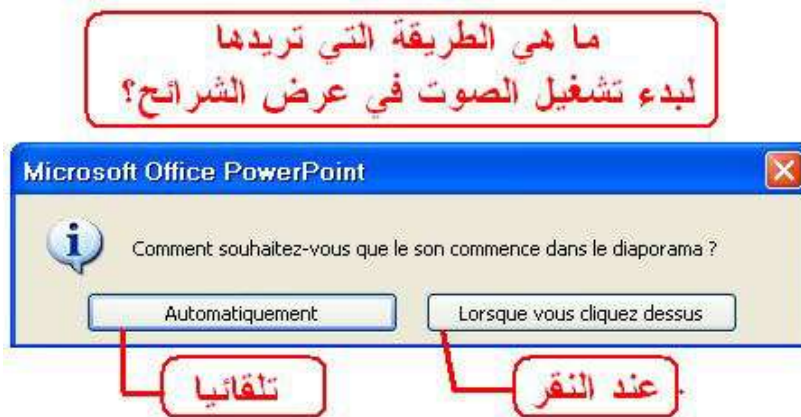 ما هي الطريقة التي تريدها
لبدء تشغيل الصوت في عرض الشرائح؟
Microsoft Office PowerPoint
Comment souhaitez-vous que le son commence dans le diaporama ?
Automatiquement
Lorsque vous cliquez dessus
تلقائيا
عند النقر